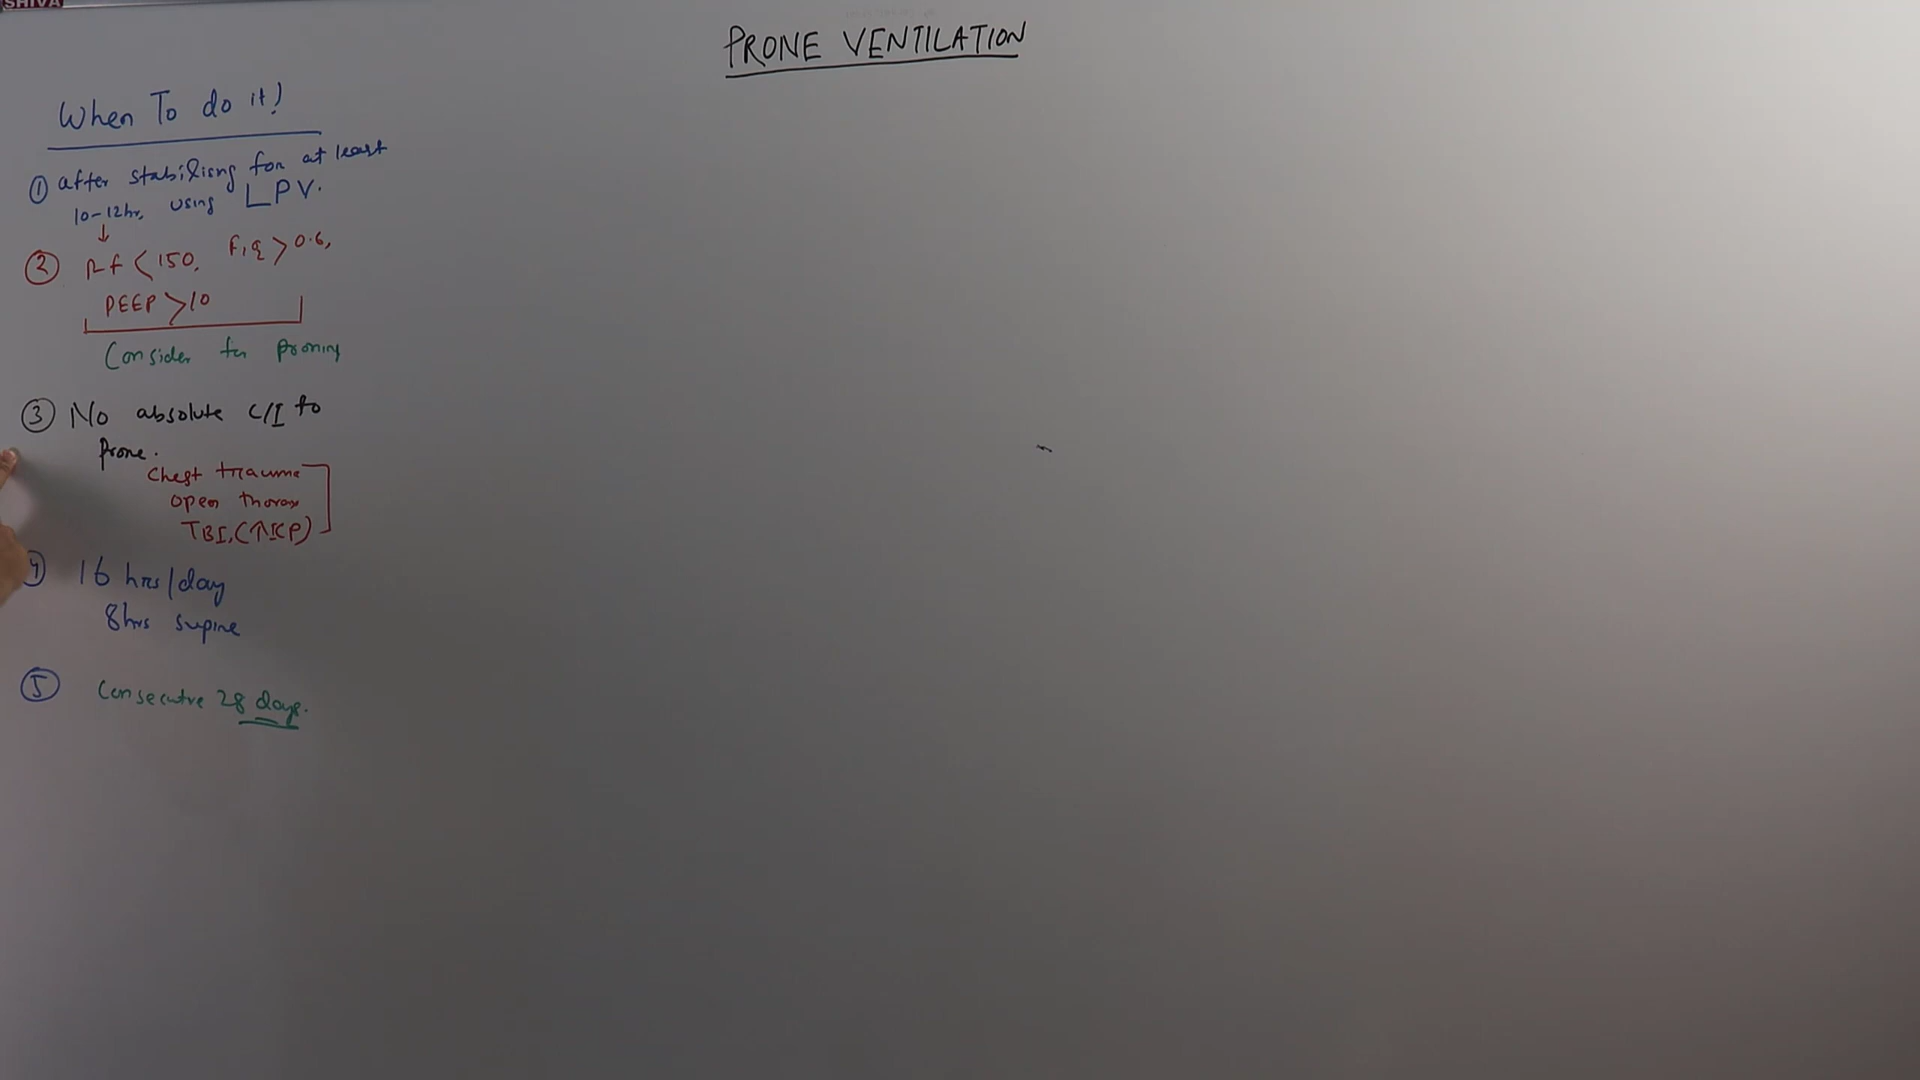 SHIVA
PRONE VENTILATION
When To do it!
① after stabilising for at least
10-12hr, using LPV.
↓
② Pf < 150, FiO2 > 0.6,
PEEP > 10
Consider for proning
③ No absolute C/I to
Prone.
Chest trauma
open thorax
TBI, (↑ICP)
④ 16 hrs/day
8hrs supine
⑤ Consecutive 28 days.